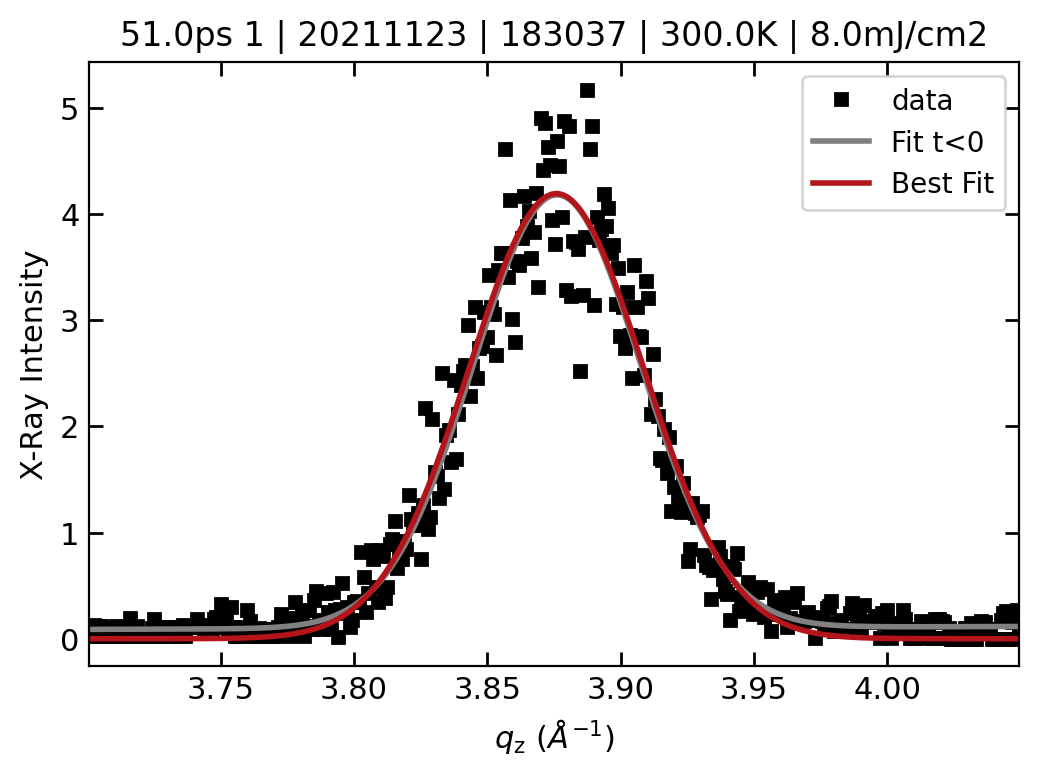 51.0ps 1 | 20211123 | 183037 | 300.0K | 8.0mJ/cm2
data
Fit t<0
Best Fit
X-Ray Intensity
5
4
3
2
1
0
3.75 3.80 3.85 3.90 3.95 4.00
q_z (Å⁻¹)